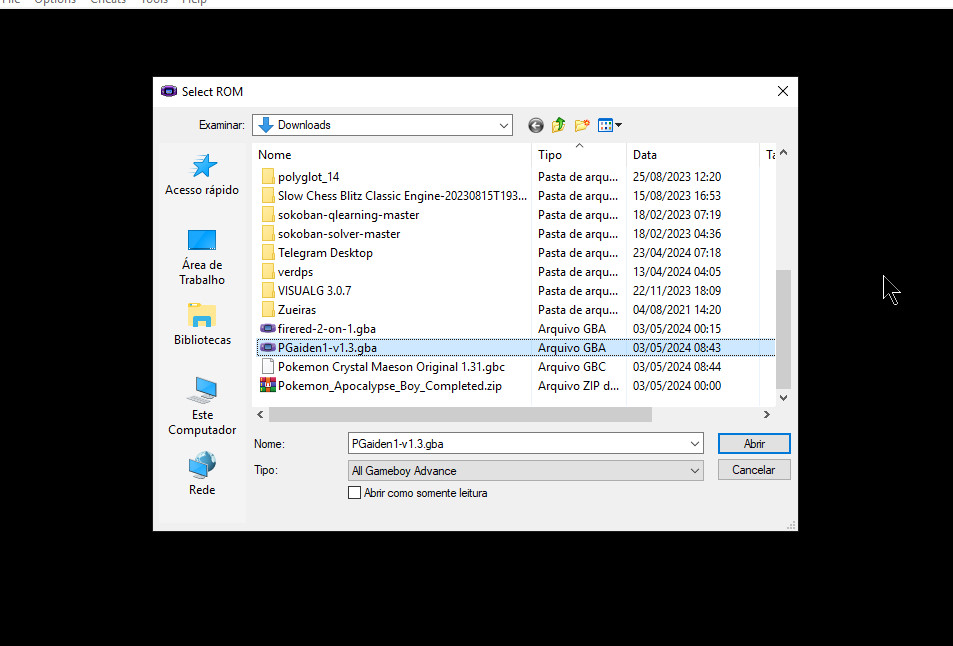 File Options Cheats Tools Help
Select ROM
Examinar: Downloads
Acesso rápido
Área de
Trabalho
Bibliotecas
Este
Computador
Rede
Nome Tipo Data Ta
polyglot_14 Pasta de arqu... 25/08/2023 12:20
Slow Chess Blitz Classic Engine-20230815T193... Pasta de arqu... 15/08/2023 16:53
sokoban-qlearning-master Pasta de arqu... 18/02/2023 07:19
sokoban-solver-master Pasta de arqu... 18/02/2023 04:36
Telegram Desktop Pasta de arqu... 23/04/2024 07:18
verdps Pasta de arqu... 13/04/2024 04:05
VISUALG 3.0.7 Pasta de arqu... 22/11/2023 18:09
Zueiras Pasta de arqu... 04/08/2021 14:20
firered-2-on-1.gba Arquivo GBA 03/05/2024 00:15
PGaiden1-v1.3.gba Arquivo GBA 03/05/2024 08:43
Pokemon Crystal Maeson Original 1.31.gbc Arquivo GBC 03/05/2024 08:44
Pokemon_Apocalypse_Boy_Completed.zip Arquivo ZIP d... 03/05/2024 00:00
Nome: PGaiden1-v1.3.gba Abrir
Tipo: All Gameboy Advance Cancelar
Abrir como somente leitura